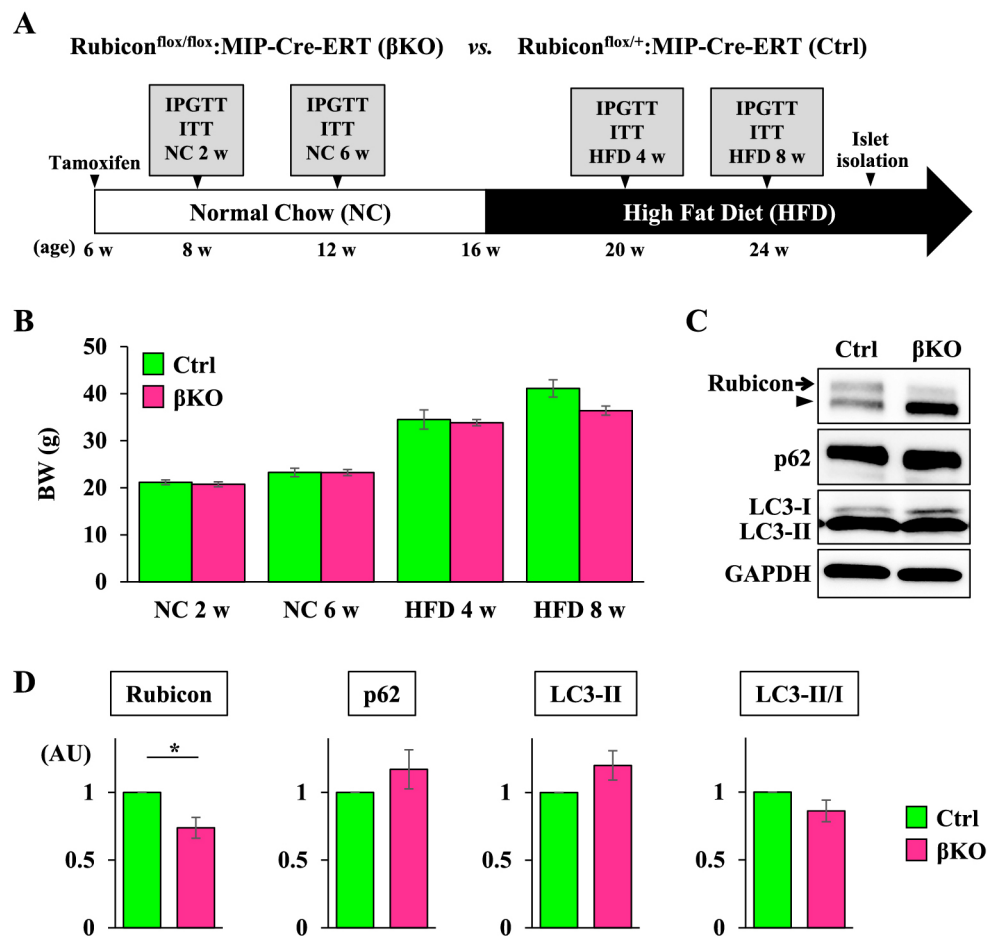 A
Rubicon^flox/flox:MIP-Cre-ERT (βKO) vs. Rubicon^flox/+:MIP-Cre-ERT (Ctrl)
IPGTT
ITT
NC 2 w
IPGTT
ITT
NC 6 w
IPGTT
ITT
HFD 4 w
IPGTT
ITT
HFD 8 w
Tamoxifen
Islet
isolation
Normal Chow (NC)
High Fat Diet (HFD)
(age) 6 w 8 w 12 w 16 w 20 w 24 w
B
BW (g)
50
40
30
20
10
0
Ctrl
βKO
NC 2 w NC 6 w HFD 4 w HFD 8 w
C
Ctrl βKO
Rubicon
p62
LC3-I
LC3-II
GAPDH
D
Rubicon
p62
LC3-II
LC3-II/I
(AU)
*
1
0.5
0
1
0.5
0
1
0.5
0
1
0.5
0
Ctrl
βKO